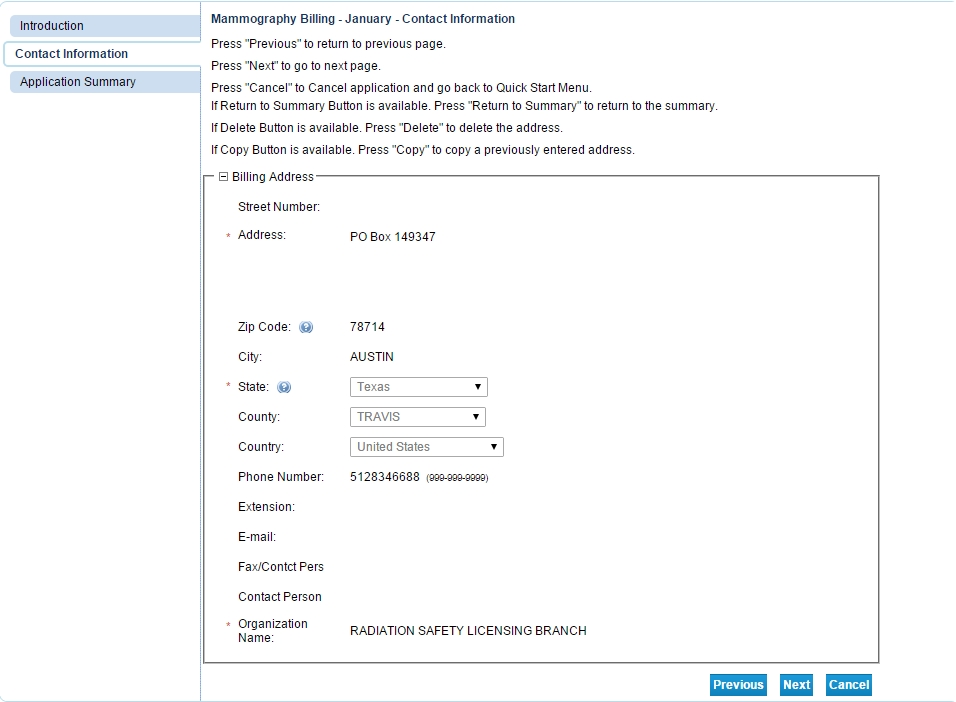 Introduction
Contact Information
Application Summary
Mammography Billing - January - Contact Information
Press "Previous" to return to previous page.
Press "Next" to go to next page.
Press "Cancel" to Cancel application and go back to Quick Start Menu.
If Return to Summary Button is available. Press "Return to Summary" to return to the summary.
If Delete Button is available. Press "Delete" to delete the address.
If Copy Button is available. Press "Copy" to copy a previously entered address.
Billing Address
Street Number:
* Address: PO Box 149347
Zip Code: 78714
City: AUSTIN
* State: Texas
County: TRAVIS
Country: United States
Phone Number: 5128346688 (999-999-9999)
Extension:
E-mail:
Fax/Contct Pers
Contact Person
* Organization
Name: RADIATION SAFETY LICENSING BRANCH
Previous Next Cancel